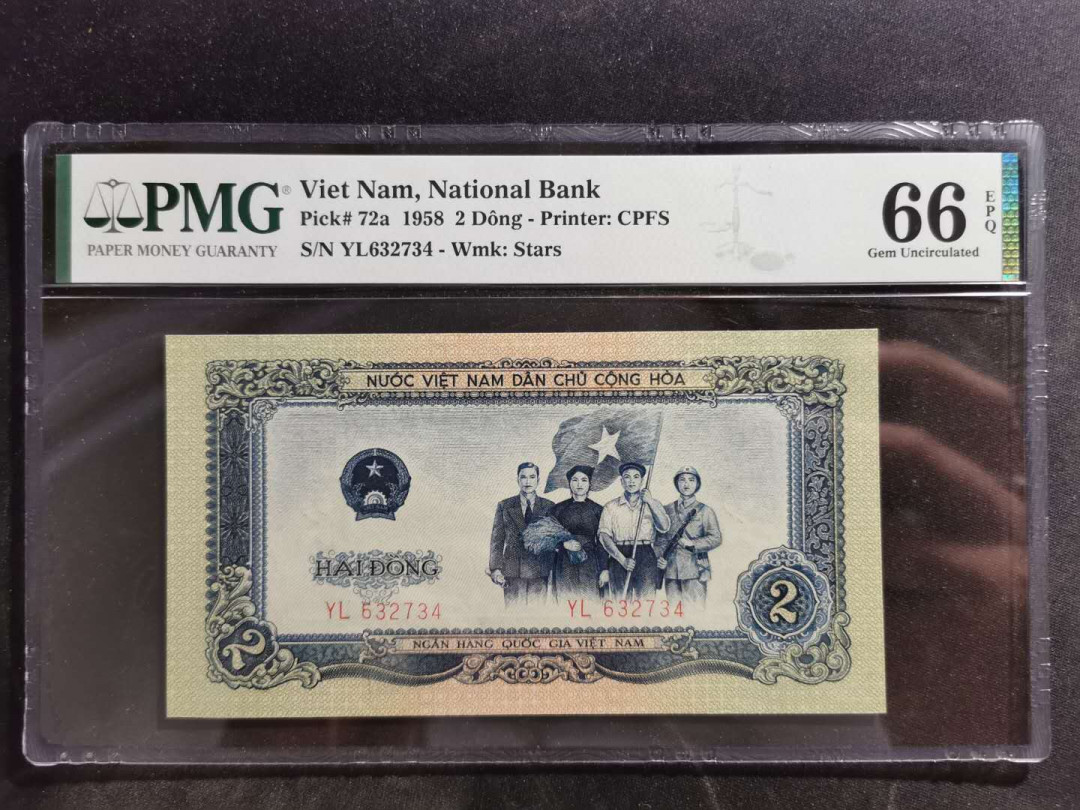 PMG®
PAPER MONEY GUARANTY
Viet Nam, National Bank
Pick# 72a 1958 2 Dông - Printer: CPFS
S/N YL632734 - Wmk: Stars
66
EPQ
Gem Uncirculated
NƯỚC VIỆT NAM DÂN CHỦ CỘNG HÒA
HAI ĐỒNG
YL 632734
YL 632734
2
2
NGÂN HÀNG QUỐC GIA VIỆT NAM